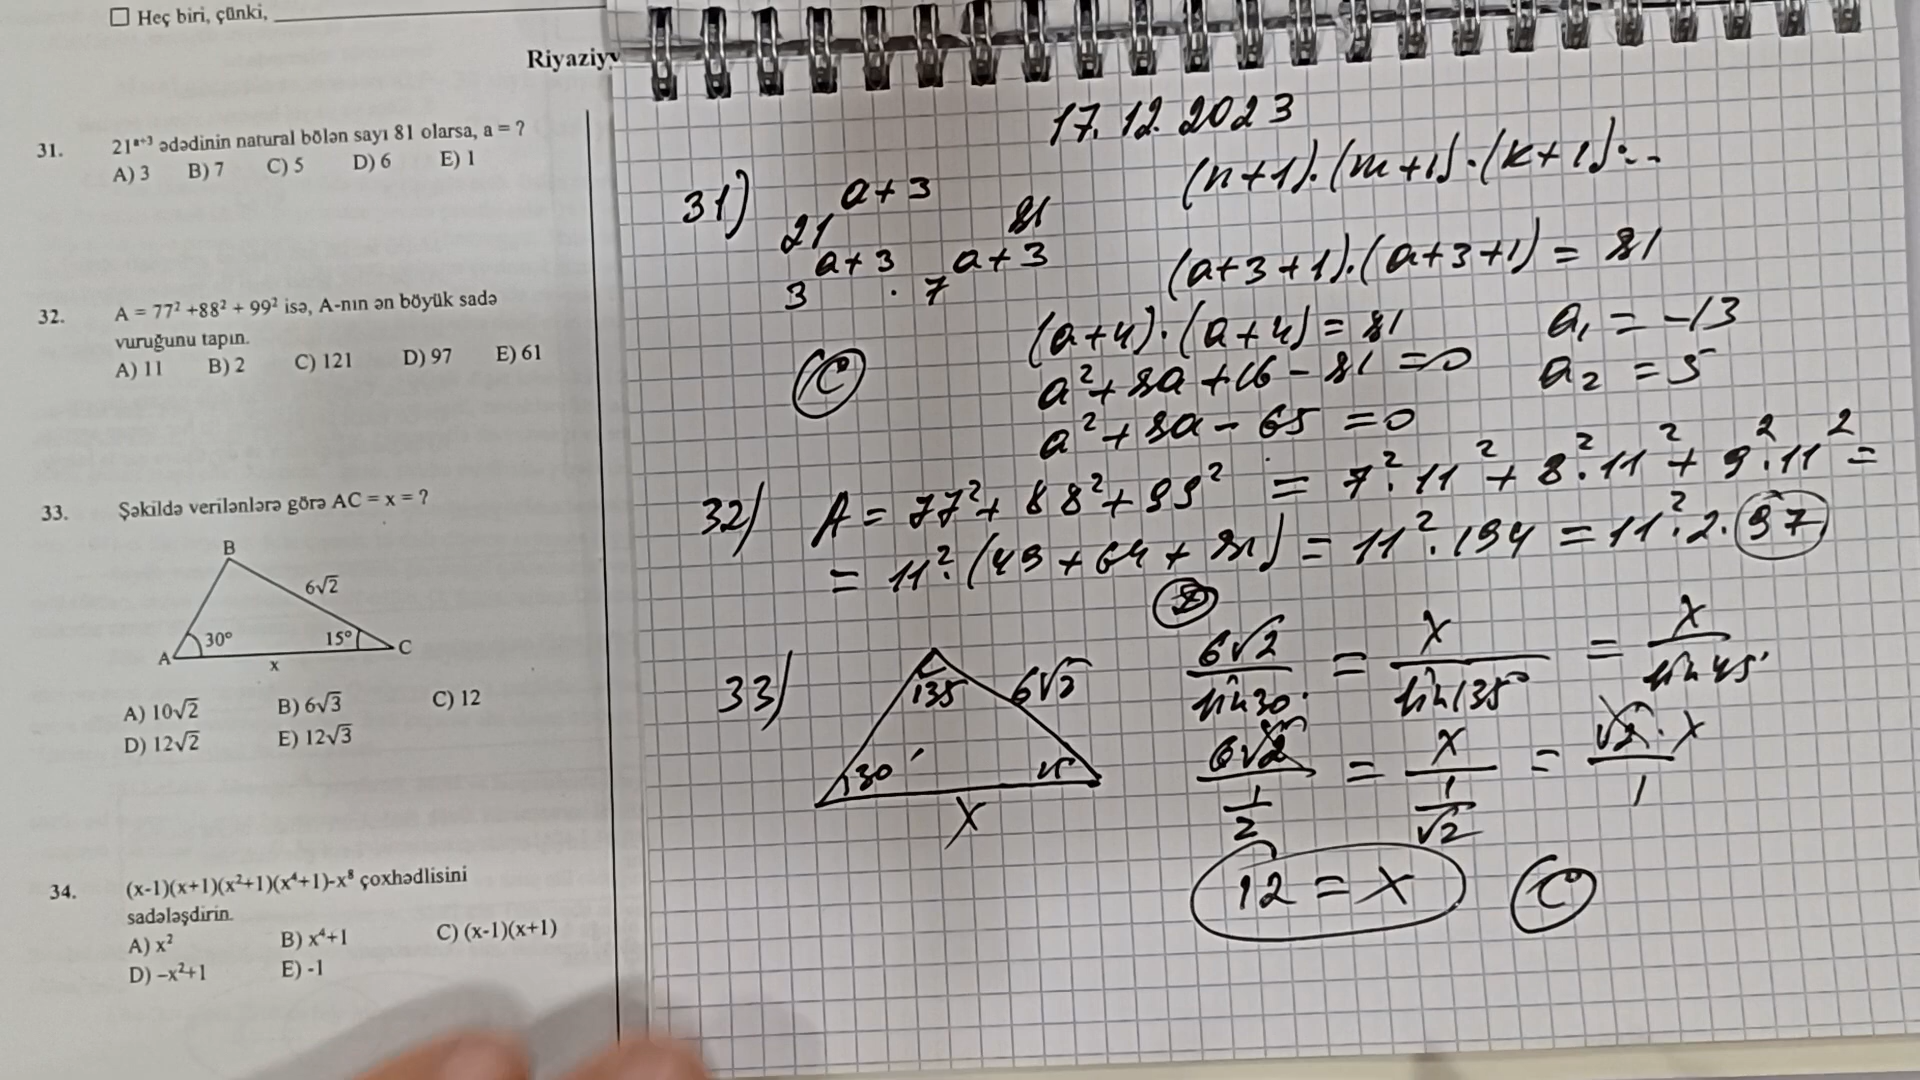 ☐ Heç biri, çünki,
Riyaziyy
31. 21ᵃ⁺³ ədədinin natural bölən sayı 81 olarsa, a = ?
A) 3 B) 7 C) 5 D) 6 E) 1
32. A = 77² +88² + 99² isə, A-nın ən böyük sadə
vuruğunu tapın.
A) 11 B) 2 C) 121 D) 97 E) 61
33. Şəkildə verilənlərə görə AC = x = ?
B
6√2
30° 15°
A C
x
A) 10√2 B) 6√3 C) 12
D) 12√2 E) 12√3
34. (x-1)(x+1)(x²+1)(x⁴+1)-x⁸ çoxhədlisini
sadələşdirin.
A) x² B) x⁴+1 C) (x-1)(x+1)
D) –x²+1 E) -1
17.12.2023
(n+1)·(m+1)·(k+1)·..
31) 21ᵃ⁺³ 81
3ᵃ⁺³ · 7ᵃ⁺³
(a+3+1)·(a+3+1) = 81
(a+4)·(a+4) = 81 a₁ = -13
C a²+8a+16-81=0 a₂ = 5
a²+8a-65=0
32) A = 77²+88²+99² = 7²·11²+8²·11²+9²·11² =
= 11²·(49+64+81) = 11²·194 = 11²·2·97
33) 135 6√2
30° 15
x
6√2/sin30° = x/sin135° = x/sin45°
6√2/(1/2) = x/(1/√2) = √2·x/1
12 = x C